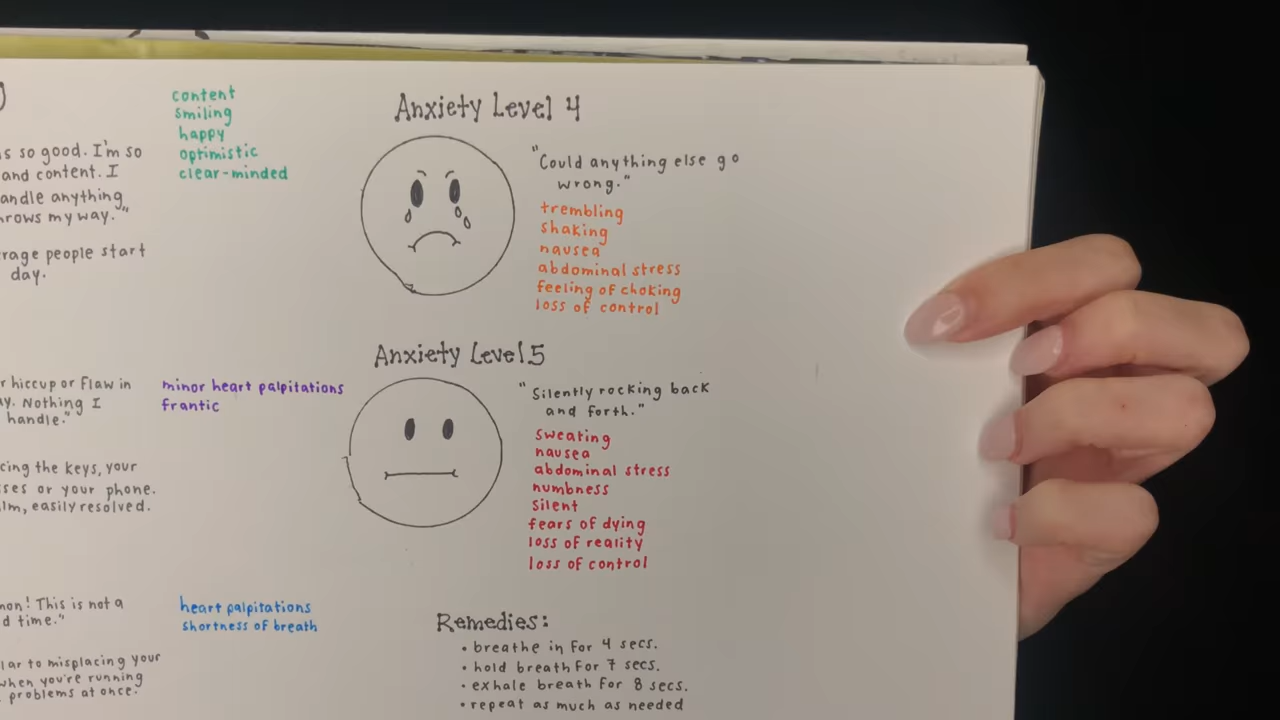 content
smiling
happy
optimistic
clear-minded
s so good. I'm so
and content. I
andle anything
hrows my way."
rage people start
day.
r hiccup or flaw in
ay. Nothing I
handle."
minor heart palpitations
frantic
cing the keys, your
sses or your phone.
lm, easily resolved.
mon! This is not a
d time."
heart palpitations
shortness of breath
lar to misplacing your
when you're running
problems at once.
Anxiety Level 4
"Could anything else go
wrong."
trembling
shaking
nausea
abdominal stress
feeling of choking
loss of control
Anxiety Level 5
"Silently rocking back
and forth."
sweating
nausea
abdominal stress
numbness
silent
fears of dying
loss of reality
loss of control
Remedies:
• breathe in for 4 secs.
• hold breath for 7 secs.
• exhale breath for 8 secs.
• repeat as much as needed